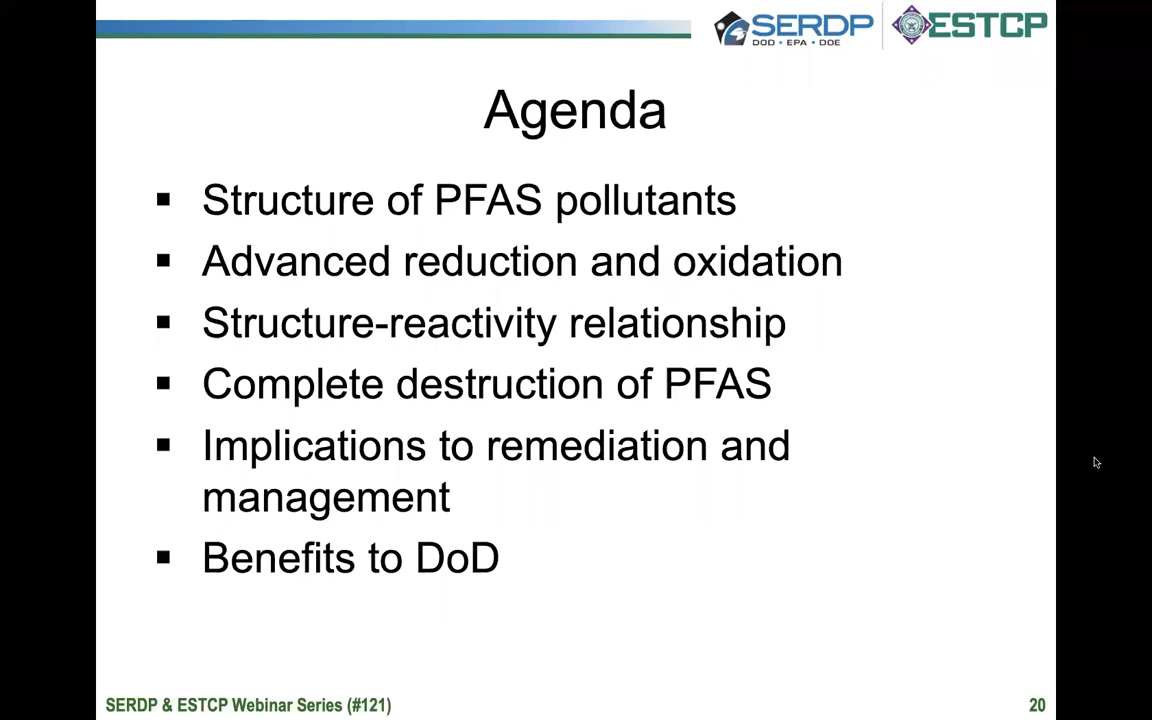 SERDP
DOD • EPA • DOE
ESTCP
Agenda
▪ Structure of PFAS pollutants
▪ Advanced reduction and oxidation
▪ Structure-reactivity relationship
▪ Complete destruction of PFAS
▪ Implications to remediation and
management
▪ Benefits to DoD
SERDP & ESTCP Webinar Series (#121)
20